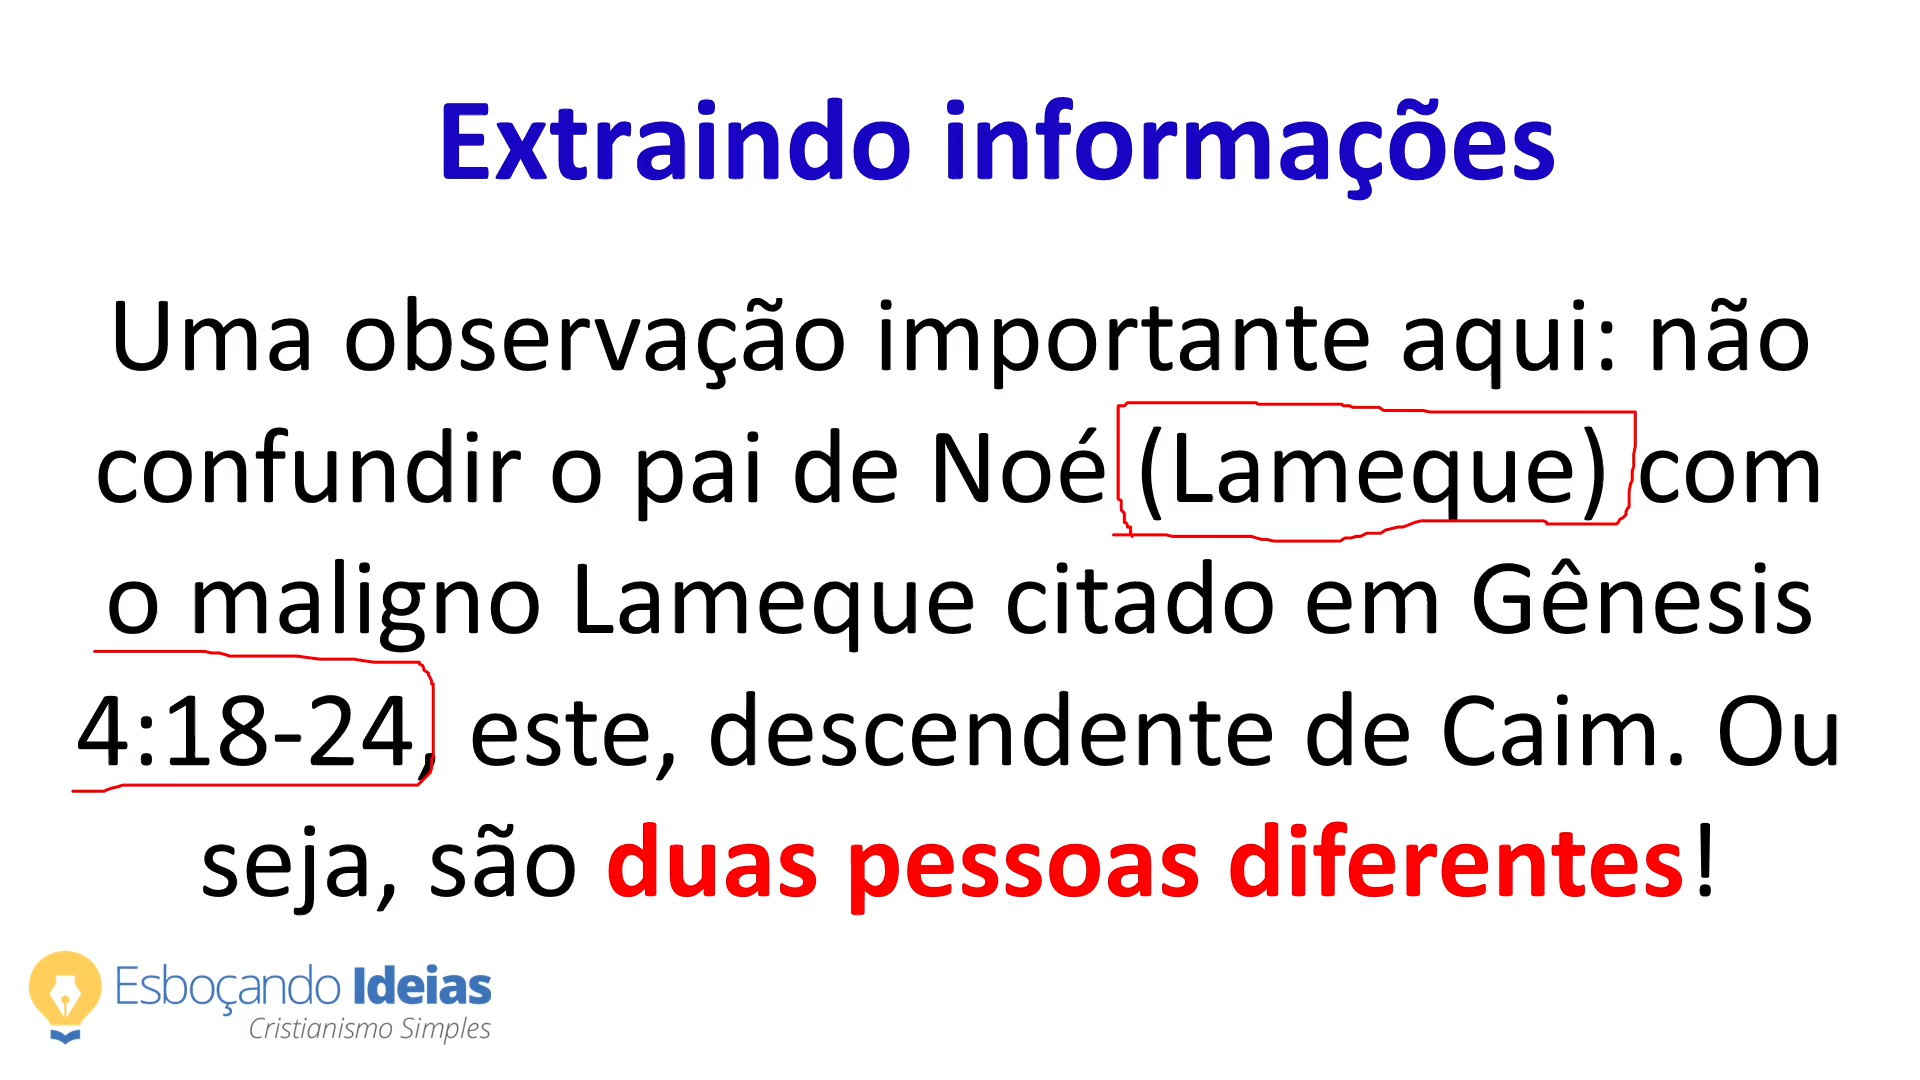 Extraindo informações
Uma observação importante aqui: não
confundir o pai de Noé (Lameque) com
o maligno Lameque citado em Gênesis
4:18-24, este, descendente de Caim. Ou
seja, são duas pessoas diferentes!
Esboçando Ideias
Cristianismo Simples